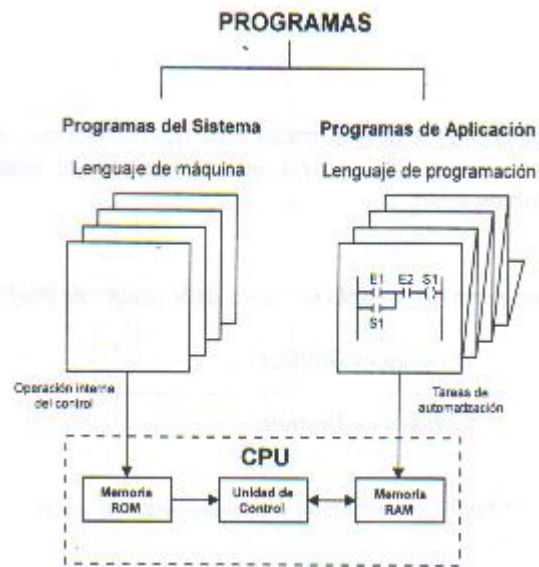 PROGRAMAS
Programas del Sistema
Programas de Aplicación
Lenguaje de máquina
Lenguaje de programación
E1 E2 S1
S1
Operación interna
del control
Tareas de
automatización
CPU
Memoria
ROM
Unidad de
Control
Memoria
RAM